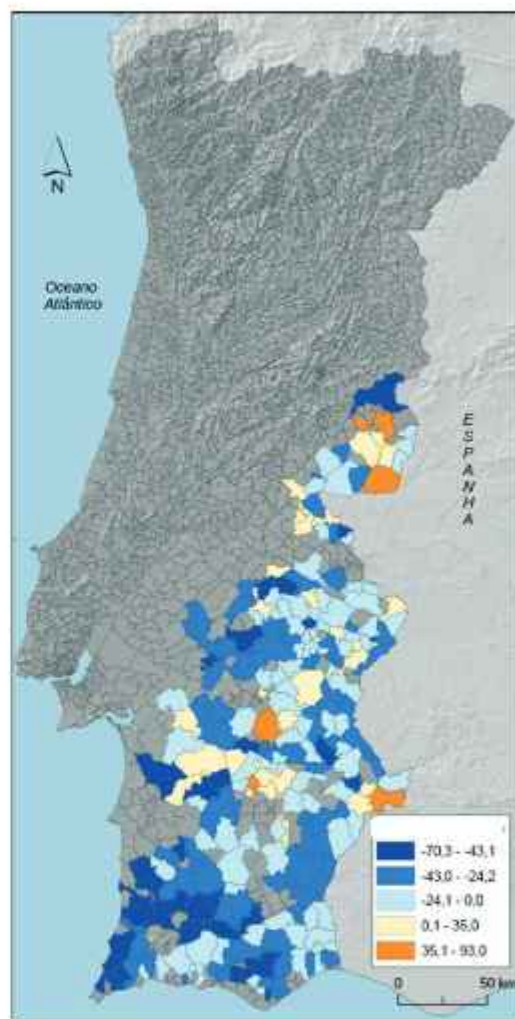 N
Oceano
Atlântico
ESPANHA
-70,3 - -43,1
-43,0 - -24,2
-24,1 - 0,0
0,1 - 35,0
35,1 - 93,0
0 50 km